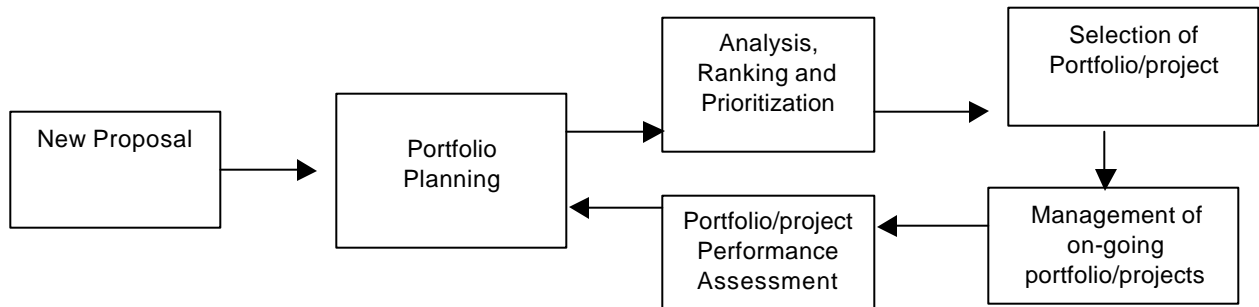 New Proposal
Portfolio
Planning
Analysis,
Ranking and
Prioritization
Selection of
Portfolio/project
Management of
on-going
portfolio/projects
Portfolio/project
Performance
Assessment